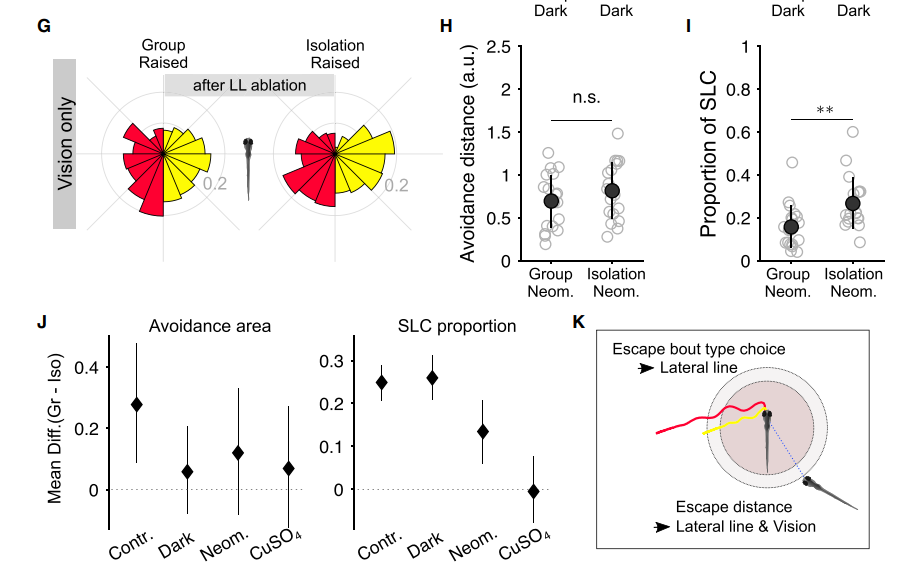 Dark
Dark
G
Group
Raised
Isolation
Raised
after LL ablation
Vision only
0.2
0.2
H
Avoidance distance (a.u.)
2.5
2
1.5
1
0.5
0
n.s.
Group
Neom.
Isolation
Neom.
I
Proportion of SLC
1
0.8
0.6
0.4
0.2
0
**
Group
Neom.
Isolation
Neom.
J
Avoidance area
Mean Diff.(Gr - Iso)
0.4
0.2
0
Contr.
Dark
Neom.
CuSO₄
SLC proportion
0.3
0.2
0.1
0
Contr.
Dark
Neom.
CuSO₄
K
Escape bout type choice
Lateral line
Escape distance
Lateral line & Vision